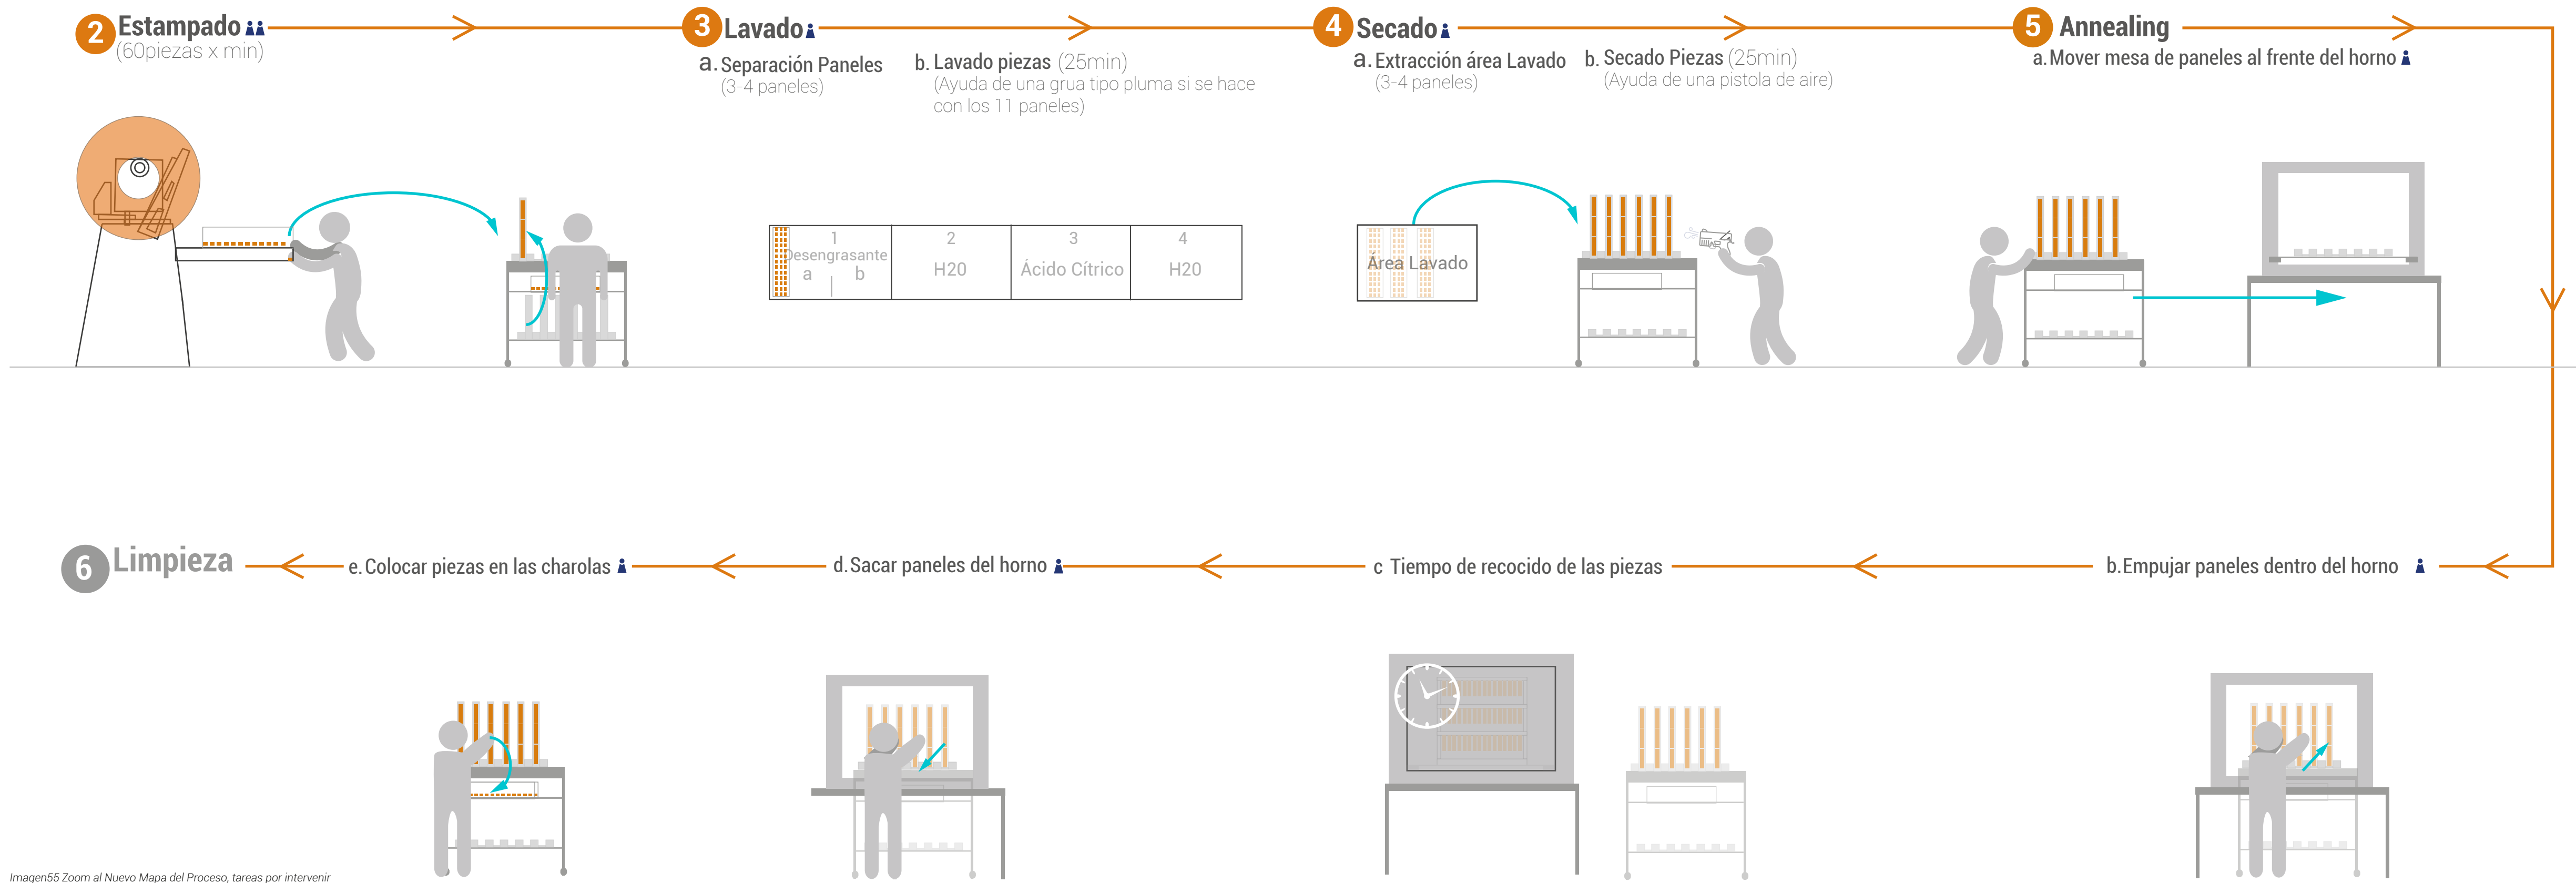 2 Estampado
(60piezas x min)
3 Lavado
a. Separación Paneles
(3-4 paneles)
b. Lavado piezas (25min)
(Ayuda de una grua tipo pluma si se hace
con los 11 paneles)
4 Secado
a. Extracción área Lavado
(3-4 paneles)
b. Secado Piezas (25min)
(Ayuda de una pistola de aire)
5 Annealing
a. Mover mesa de paneles al frente del horno
1
Desengrasante
a b
2
H20
3
Ácido Cítrico
4
H20
Área Lavado
6 Limpieza
e. Colocar piezas en las charolas
d. Sacar paneles del horno
c Tiempo de recocido de las piezas
b. Empujar paneles dentro del horno
Imagen55 Zoom al Nuevo Mapa del Proceso, tareas por intervenir